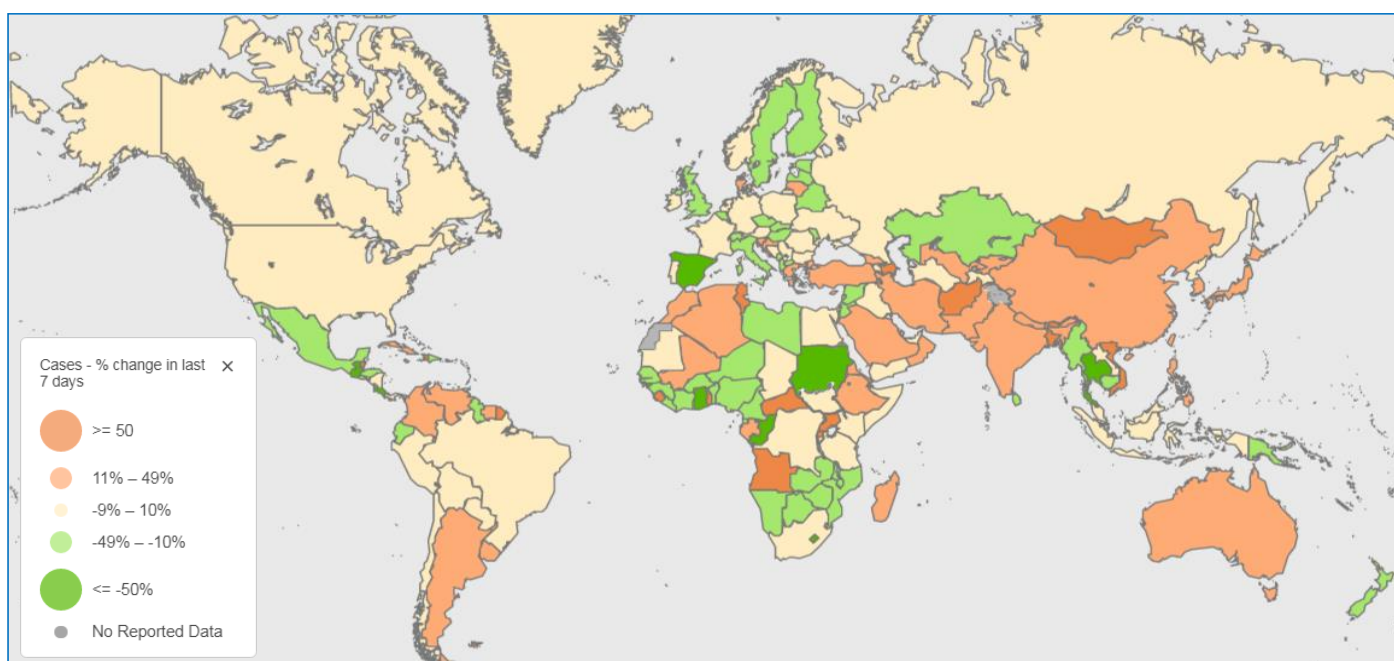 Cases - % change in last
7 days
×
>= 50
11% – 49%
-9% – 10%
-49% – -10%
<= -50%
No Reported Data